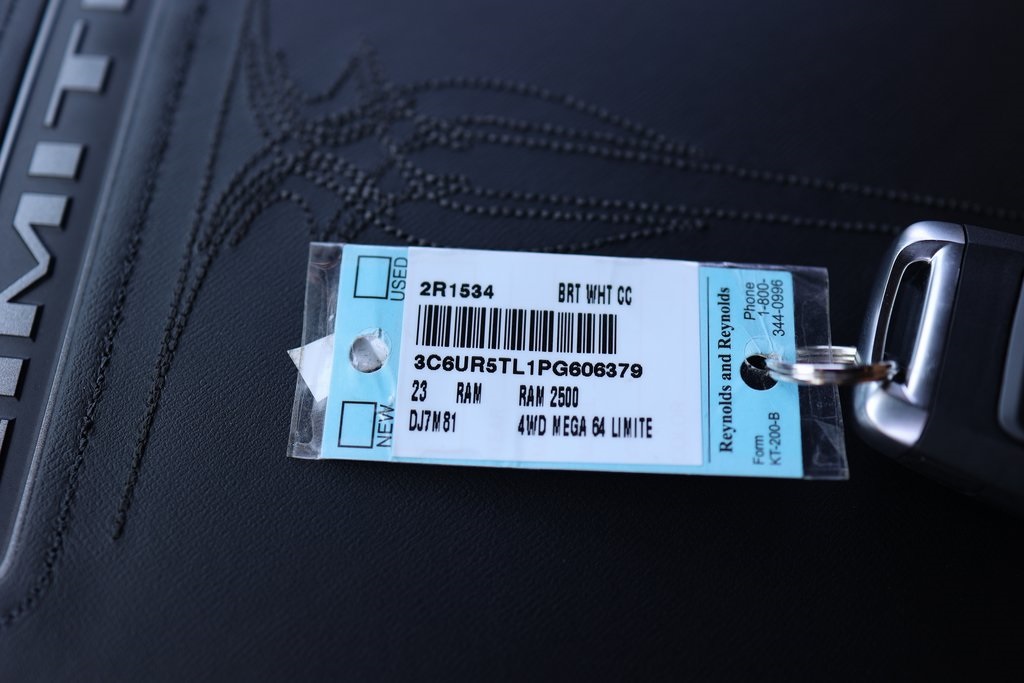 LIMITED
USED
NEW
2R1534 BRT WHT CC
3C6UR5TL1PG606379
23 RAM RAM 2500
DJ7M81 4WD MEGA 64 LIMITE
Reynolds and Reynolds
Phone
1-800-
344-0996
Form
KT-200-B